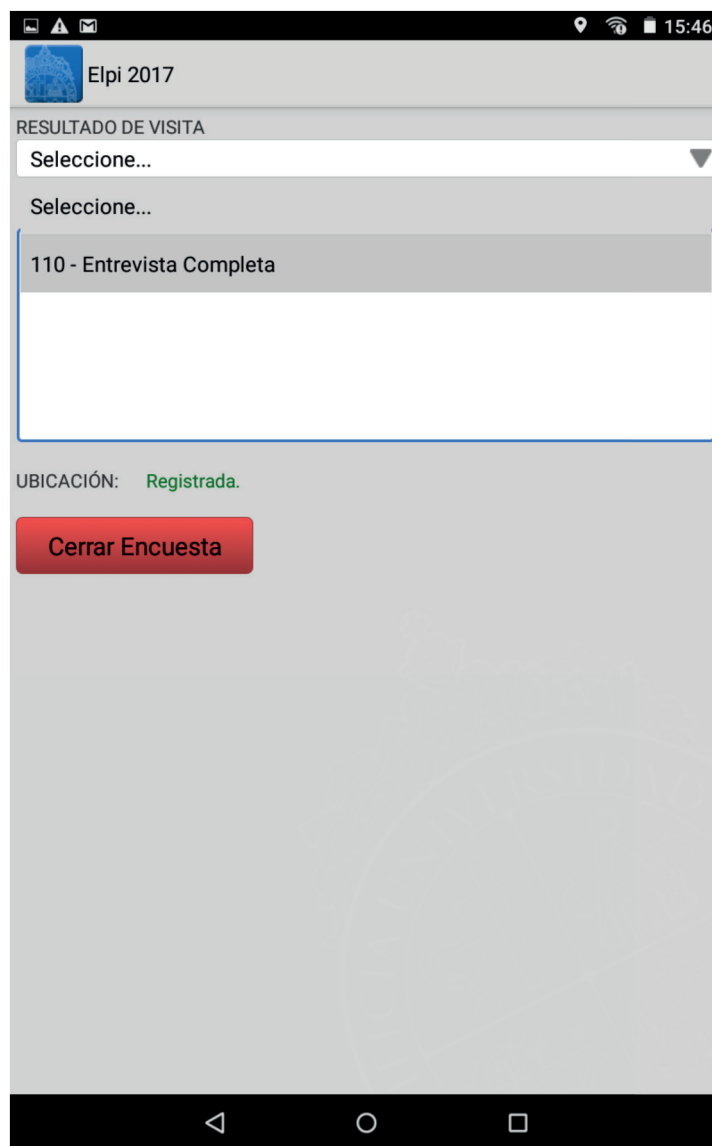 15:46
Elpi 2017
RESULTADO DE VISITA
Seleccione...
Seleccione...
110 - Entrevista Completa
UBICACIÓN: Registrada.
Cerrar Encuesta